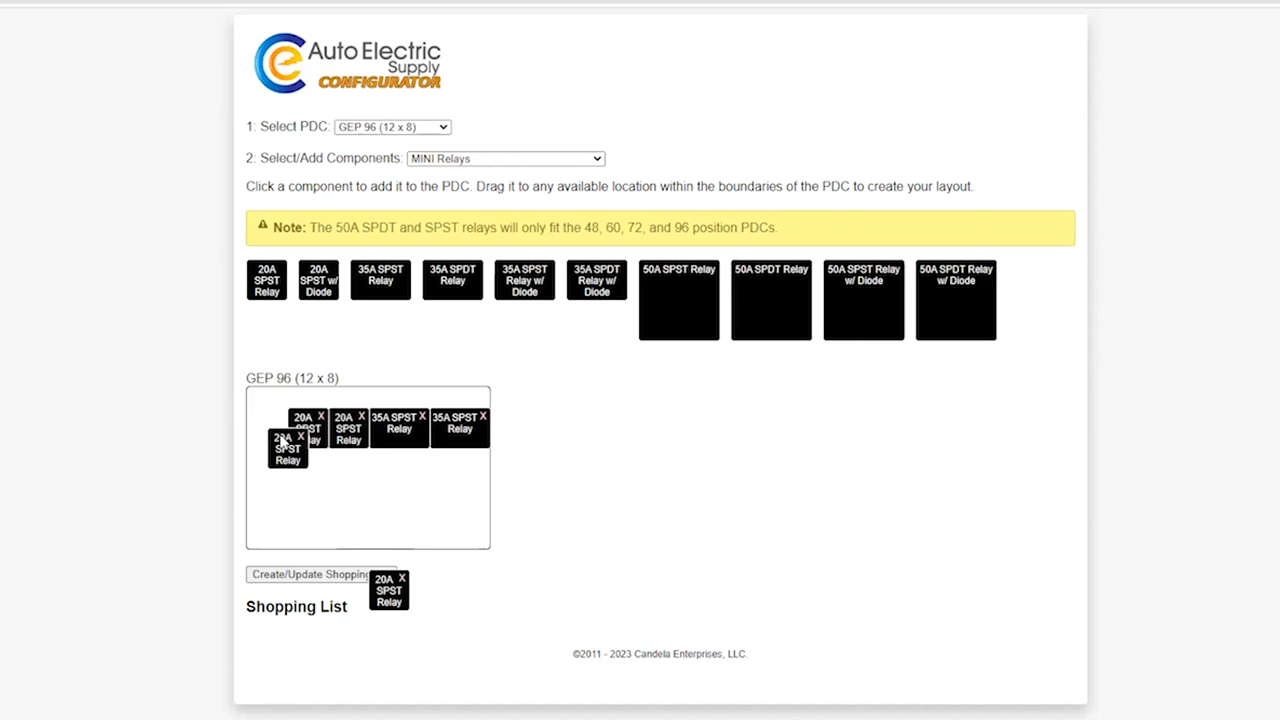 Auto Electric
Supply
CONFIGURATOR
1: Select PDC: GEP 96 (12 x 8)
2: Select/Add Components: MINI Relays
Click a component to add it to the PDC. Drag it to any available location within the boundaries of the PDC to create your layout.
Note: The 50A SPDT and SPST relays will only fit the 48, 60, 72, and 96 position PDCs.
20A
SPST
Relay
20A
SPST w/
Diode
35A SPST
Relay
35A SPDT
Relay
35A SPST
Relay w/
Diode
35A SPDT
Relay w/
Diode
50A SPST Relay
50A SPDT Relay
50A SPST Relay
w/ Diode
50A SPDT Relay
w/ Diode
GEP 96 (12 x 8)
20A X
20A X
SPST
Relay
35A SPST X
Relay
35A SPST X
Relay
X
SPST
Relay
Create/Update Shopping
20A X
SPST
Relay
Shopping List
©2011 - 2023 Candela Enterprises, LLC.